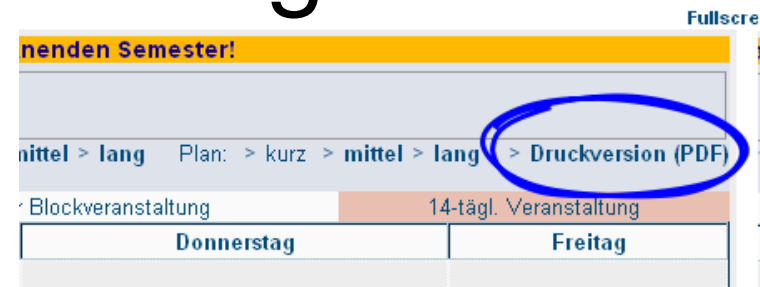 Fullscre
nenden Semester!
mittel > lang Plan: > kurz > mittel > lang > Druckversion (PDF)
r Blockveranstaltung 14-tägl. Veranstaltung
Donnerstag Freitag